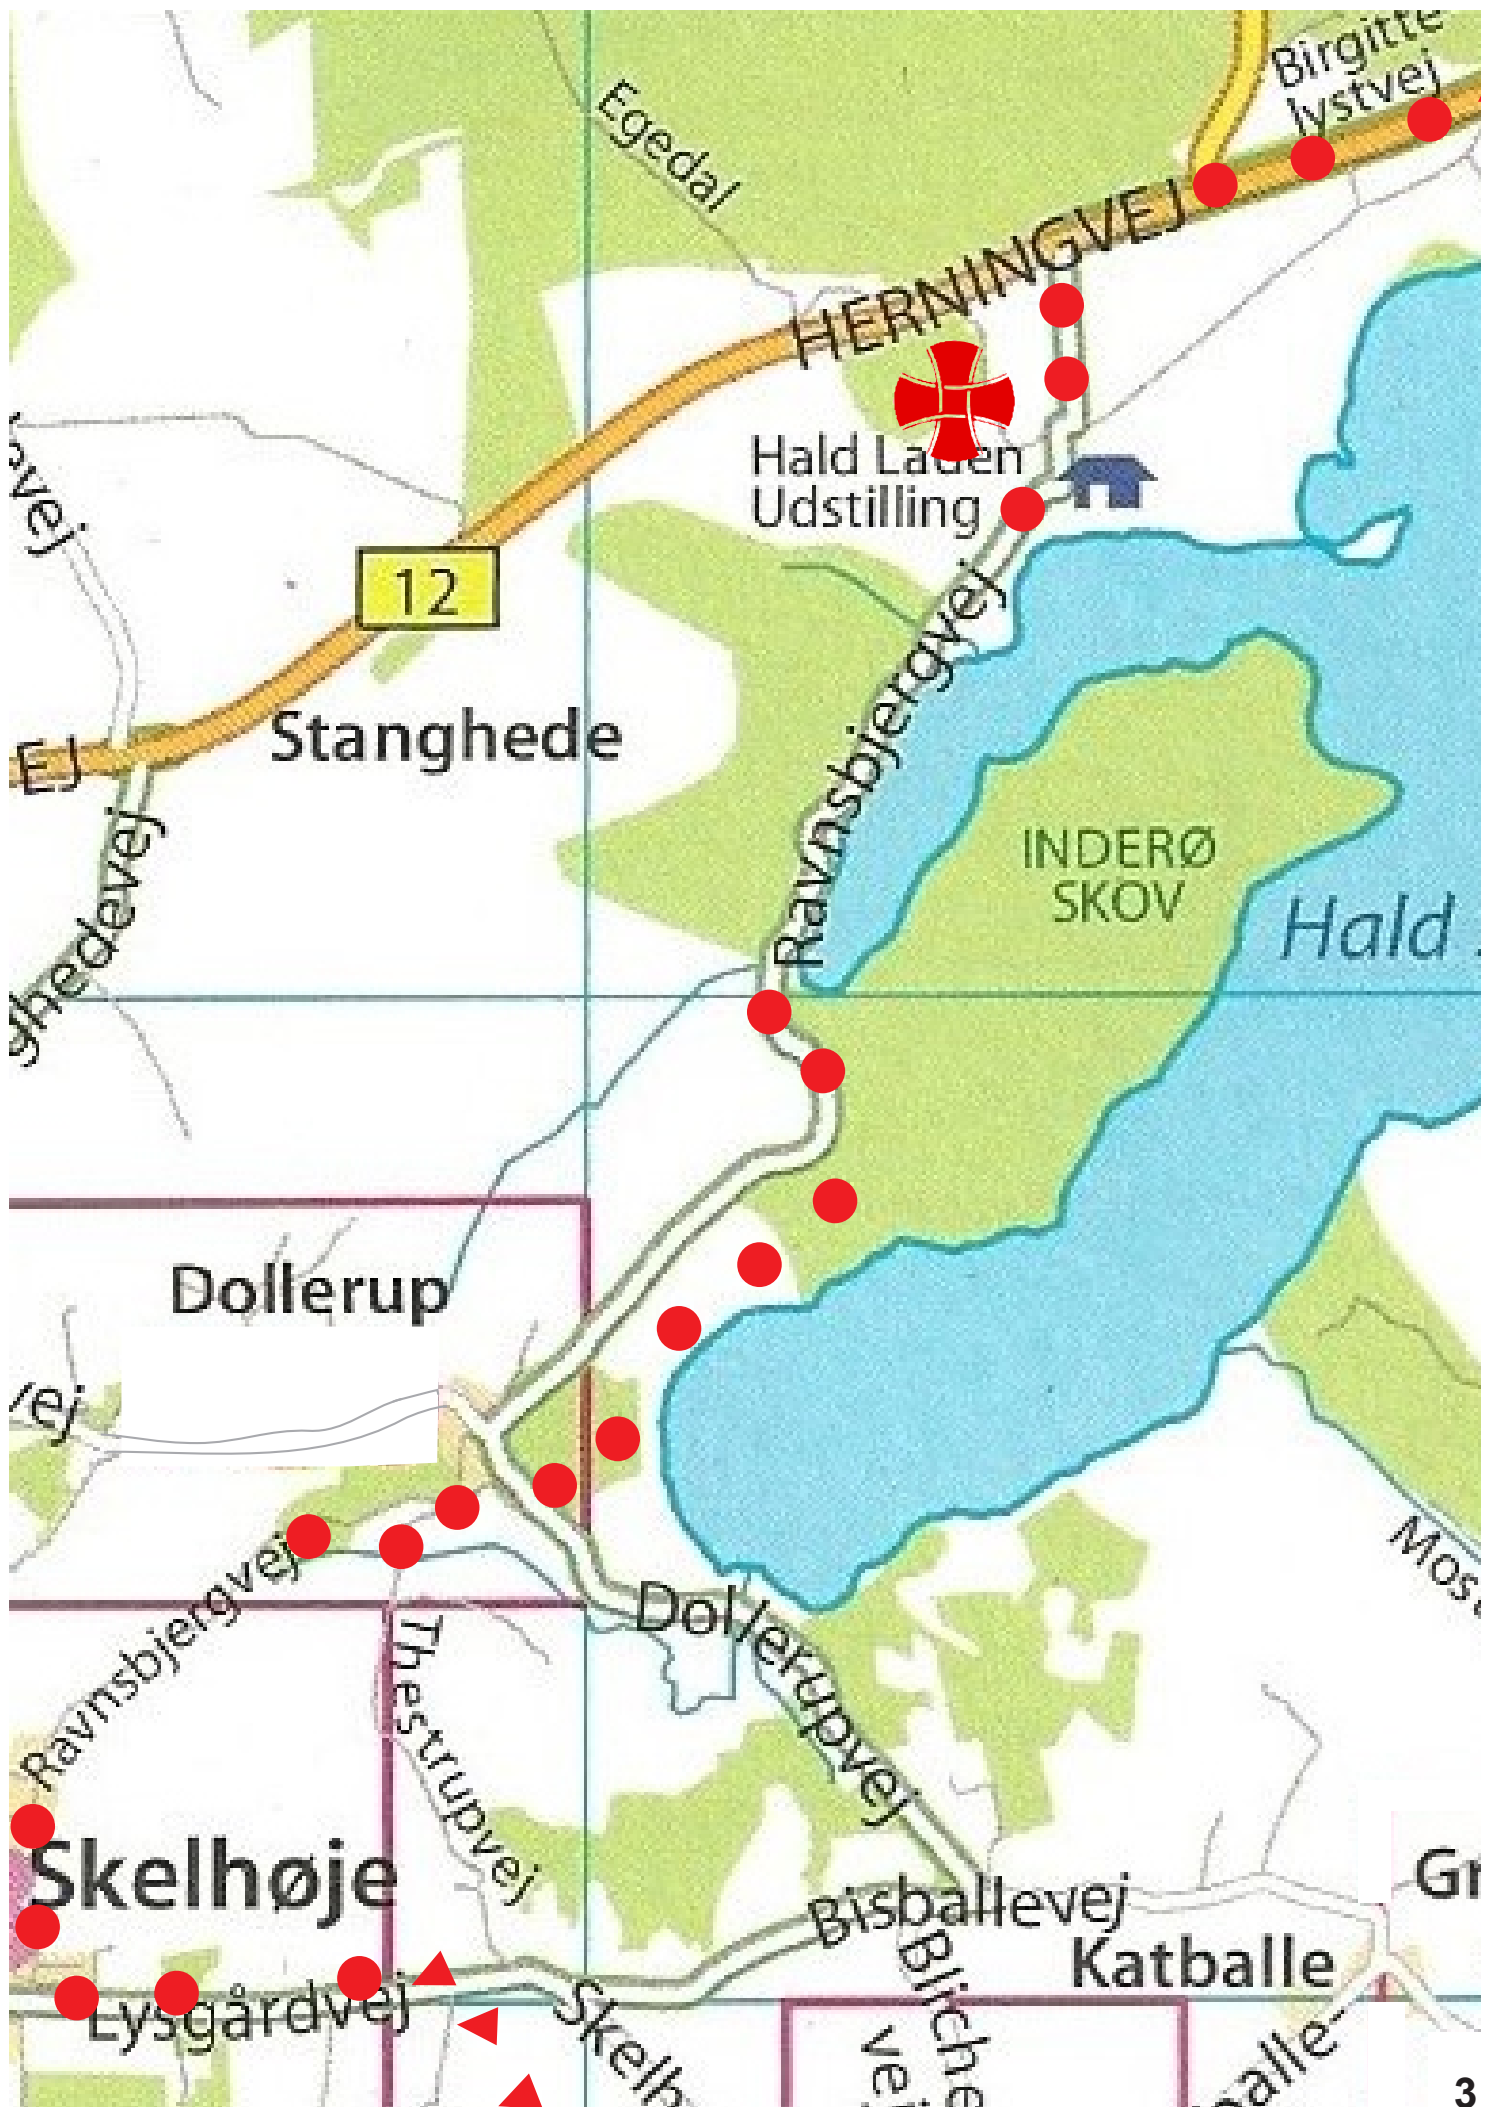 Birgitte
lystvej
Egedal
HERNINGVEJ
Hald Laden
Udstilling
12
Ravnsbjergvej
Stanghede
EJ
INDERØ
SKOV
Hald
Dollerup
Ravnsbjergvej
Thestrupvej
Dollerupvej
Skelhøje
Bisballevej
Katballe
Lysgårdvej
3